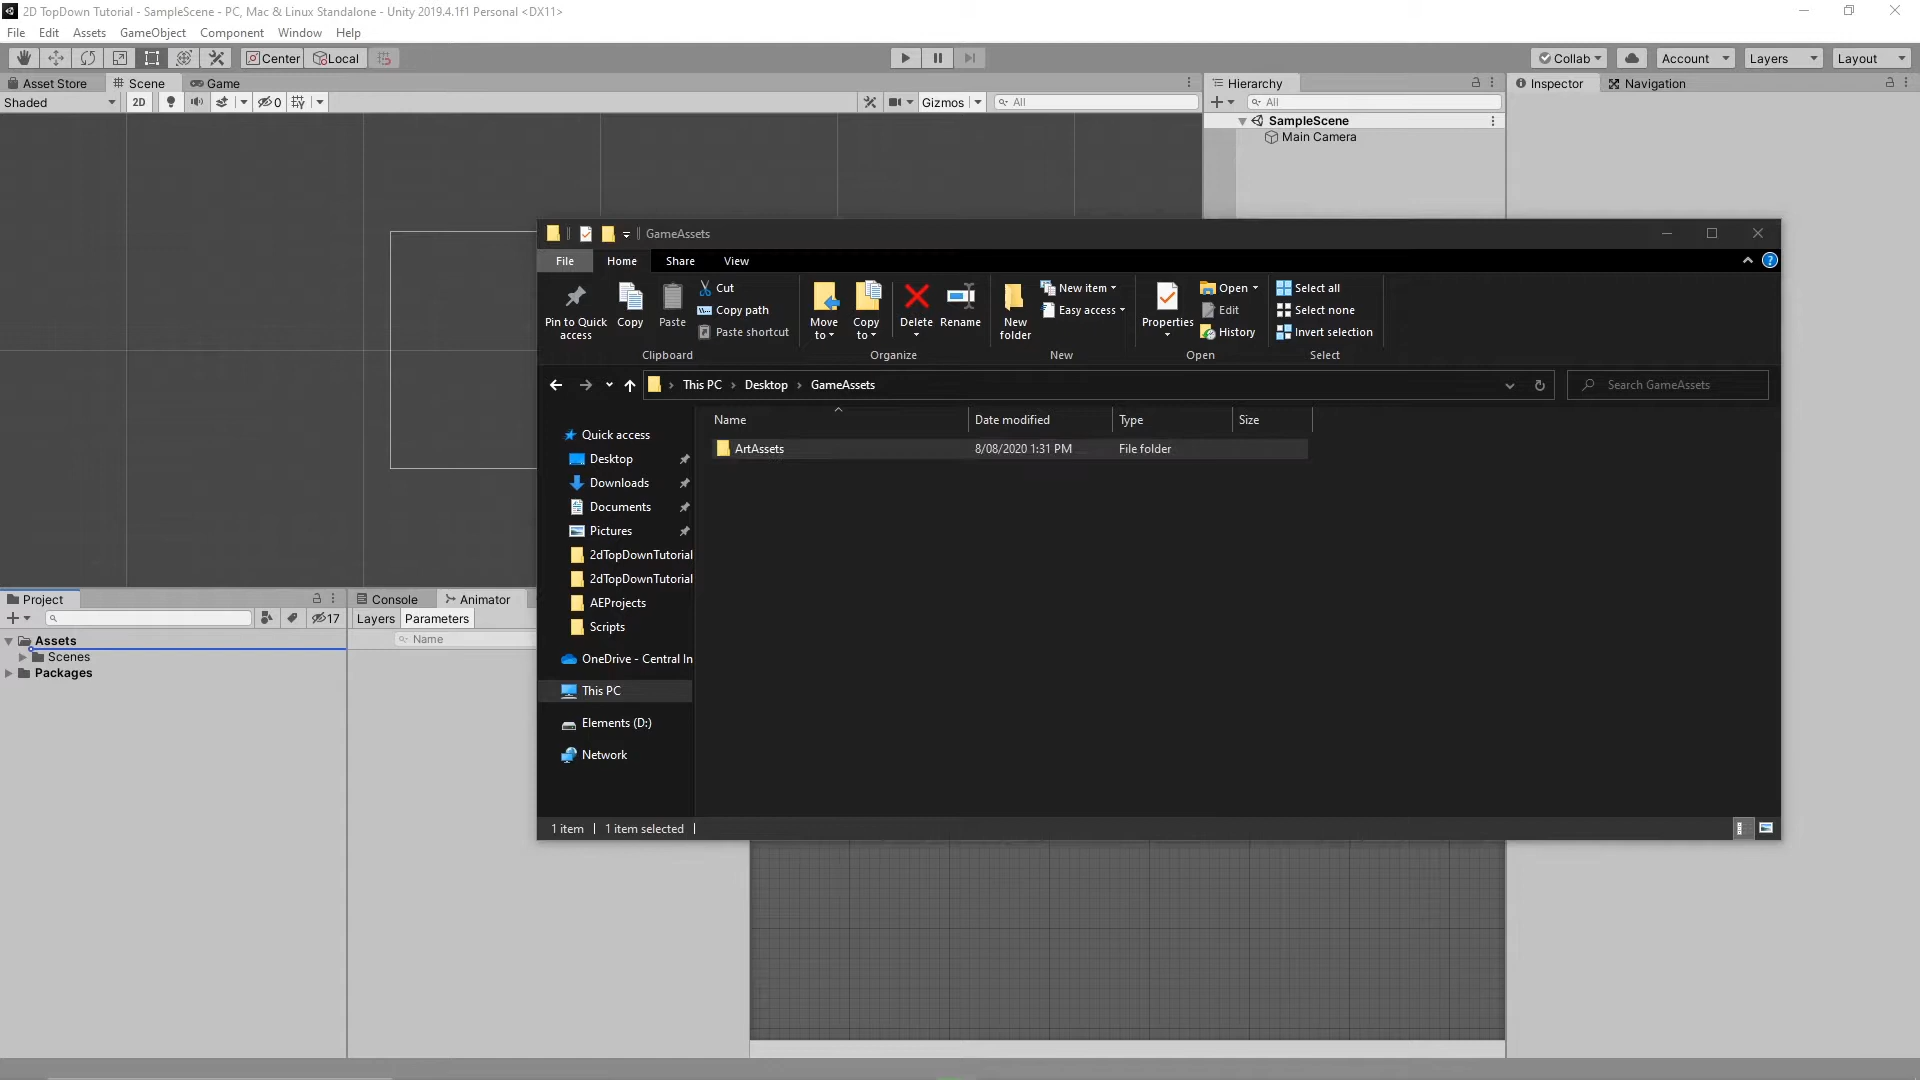 2D TopDown Tutorial - SampleScene - PC, Mac & Linux Standalone - Unity 2019.4.1f1 Personal <DX11>
File Edit Assets GameObject Component Window Help
Center Local Collab Account Layers Layout
Asset Store Scene Game Hierarchy Inspector Navigation
Shaded 2D 0 Gizmos All All
SampleScene
Main Camera
GameAssets
File Home Share View
Pin to Quick access
Copy
Paste
Cut
Copy path
Paste shortcut
Clipboard
Move to
Copy to
Delete
Rename
Organize
New folder
New item
Easy access
New
Properties
Open
Edit
History
Open
Select all
Select none
Invert selection
Select
This PC > Desktop > GameAssets
Search GameAssets
Name Date modified Type Size
ArtAssets 8/08/2020 1:31 PM File folder
Quick access
Desktop
Downloads
Documents
Pictures
2dTopDownTutorial
2dTopDownTutorial
AEProjects
Scripts
OneDrive - Central In
This PC
Elements (D:)
Network
1 item 1 item selected
Project Console Animator
17 Layers Parameters
Name
Assets
Scenes
Packages